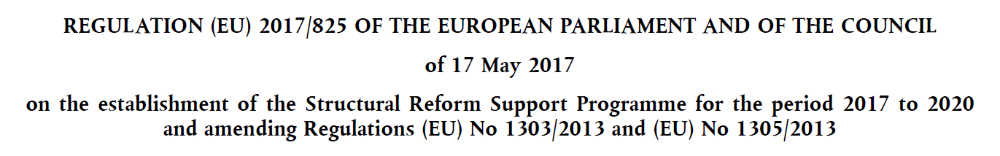 REGULATION (EU) 2017/825 OF THE EUROPEAN PARLIAMENT AND OF THE COUNCIL
of 17 May 2017
on the establishment of the Structural Reform Support Programme for the period 2017 to 2020
and amending Regulations (EU) No 1303/2013 and (EU) No 1305/2013